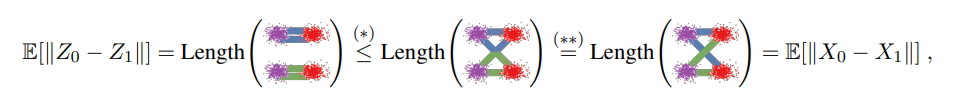 𝔼[‖Z₀ − Z₁‖] = Length( ) (*) ≤ Length( ) (**) = Length( ) = 𝔼[‖X₀ − X₁‖] ,